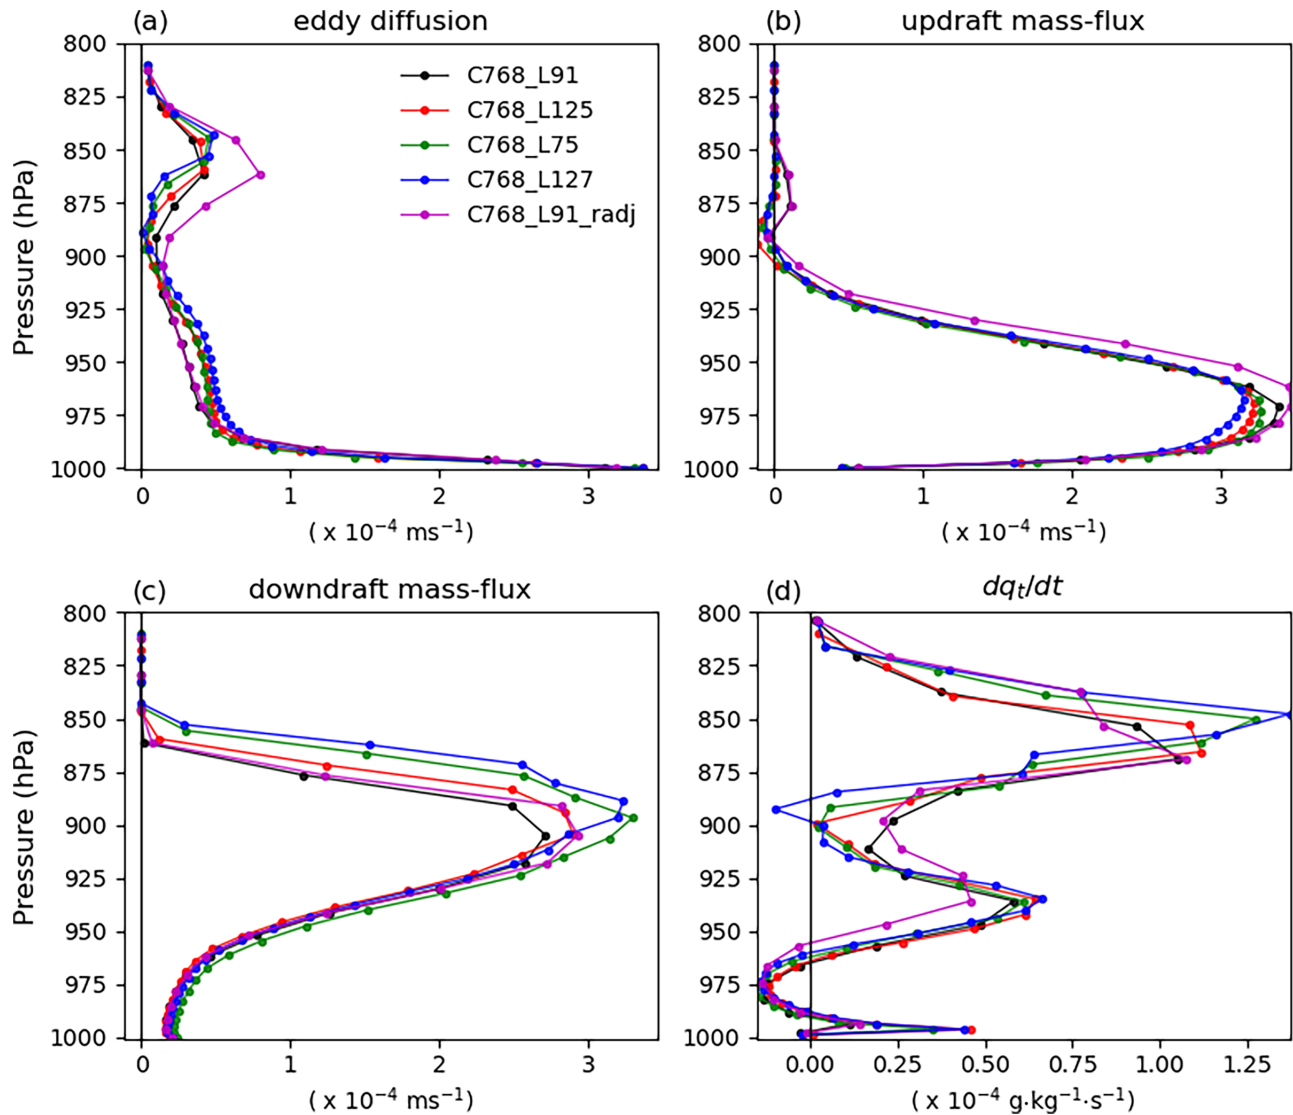 (a) eddy diffusion
(b) updraft mass-flux
800
825
850
875
900
925
950
975
1000
Pressure (hPa)
C768_L91
C768_L125
C768_L75
C768_L127
C768_L91_radj
0 1 2 3
( x 10⁻⁴ ms⁻¹)
800
825
850
875
900
925
950
975
1000
0 1 2 3
( x 10⁻⁴ ms⁻¹)
(c) downdraft mass-flux
(d) dqₜ/dt
800
825
850
875
900
925
950
975
1000
Pressure (hPa)
0 1 2 3
( x 10⁻⁴ ms⁻¹)
800
825
850
875
900
925
950
975
1000
0.00 0.25 0.50 0.75 1.00 1.25
( x 10⁻⁴ g·kg⁻¹·s⁻¹)